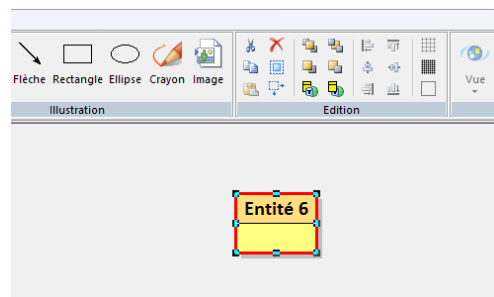 Flèche Rectangle Ellipse Crayon Image
Vue
Illustration Edition
Entité 6